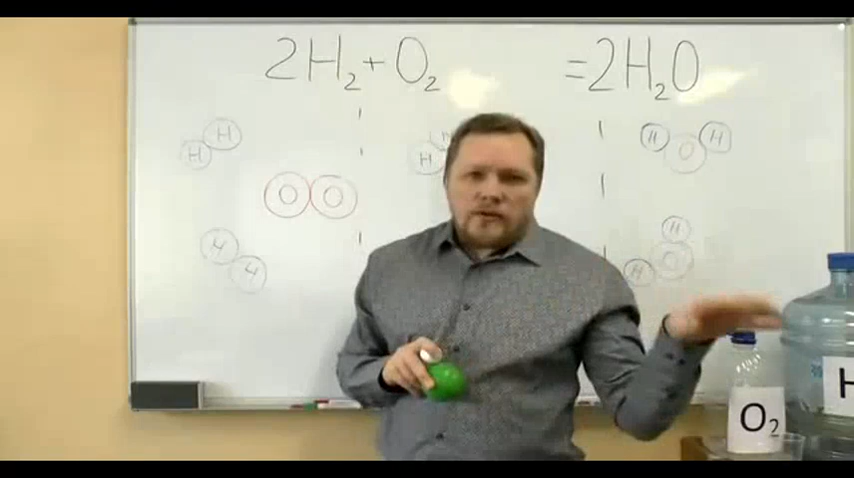 2H₂ + O₂ = 2H₂O
H H
O O
H H
H
H O H
H
H O
O₂
H